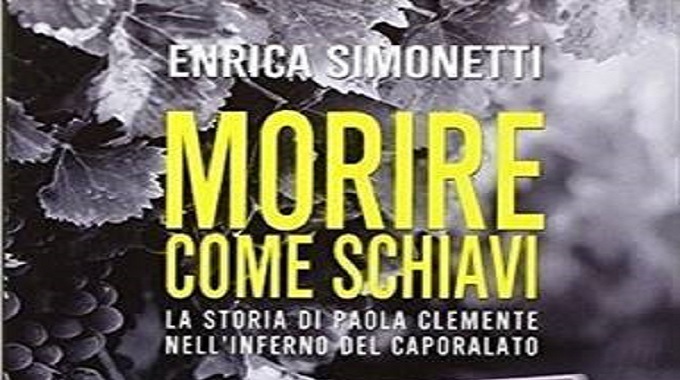 ENRICA SIMONETTI
MORIRE
COME SCHIAVI
LA STORIA DI PAOLA CLEMENTE
NELL'INFERNO DEL CAPORALATO